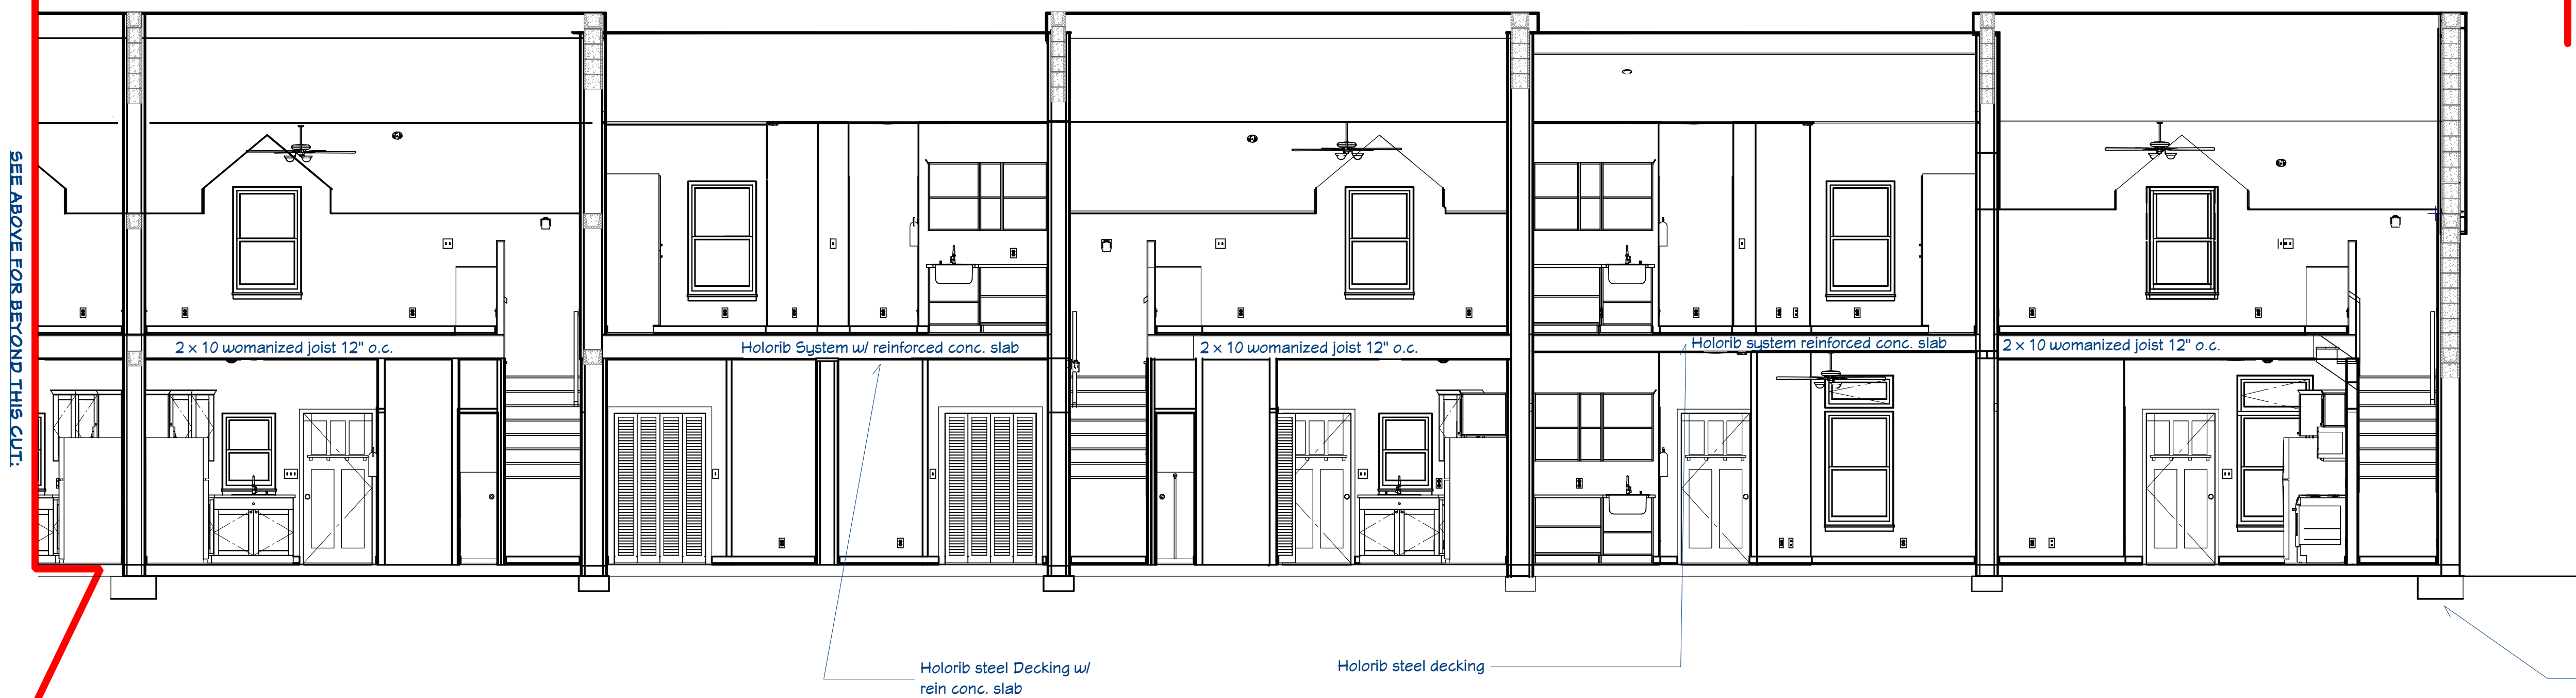 SEE ABOVE FOR BEYOND THIS CUT:
2 x 10 womanized joist 12" o.c.
Holorib System w/ reinforced conc. slab
2 x 10 womanized joist 12" o.c.
Holorib system reinforced conc. slab
2 x 10 womanized joist 12" o.c.
Holorib steel Decking w/
rein conc. slab
Holorib steel decking